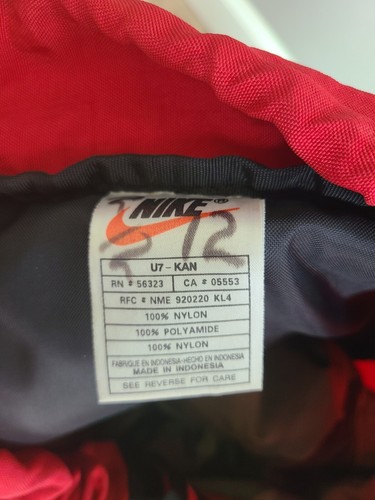 NIKE®
72
U7-KAN
RN # 56323 CA # 05553
RFC # NME 920220 KL4
100% NYLON
100% POLYAMIDE
100% NYLON
FABRIQUE EN INDONESIA-HECHO EN INDONESIA
MADE IN INDONESIA
SEE REVERSE FOR CARE